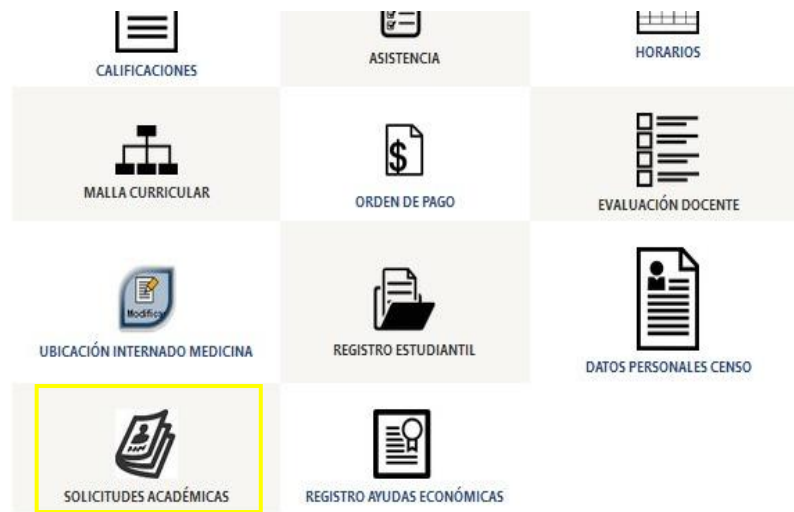 CALIFICACIONES
ASISTENCIA
HORARIOS
MALLA CURRICULAR
$
ORDEN DE PAGO
EVALUACIÓN DOCENTE
Modificar
UBICACIÓN INTERNADO MEDICINA
REGISTRO ESTUDIANTIL
DATOS PERSONALES CENSO
SOLICITUDES ACADÉMICAS
REGISTRO AYUDAS ECONÓMICAS